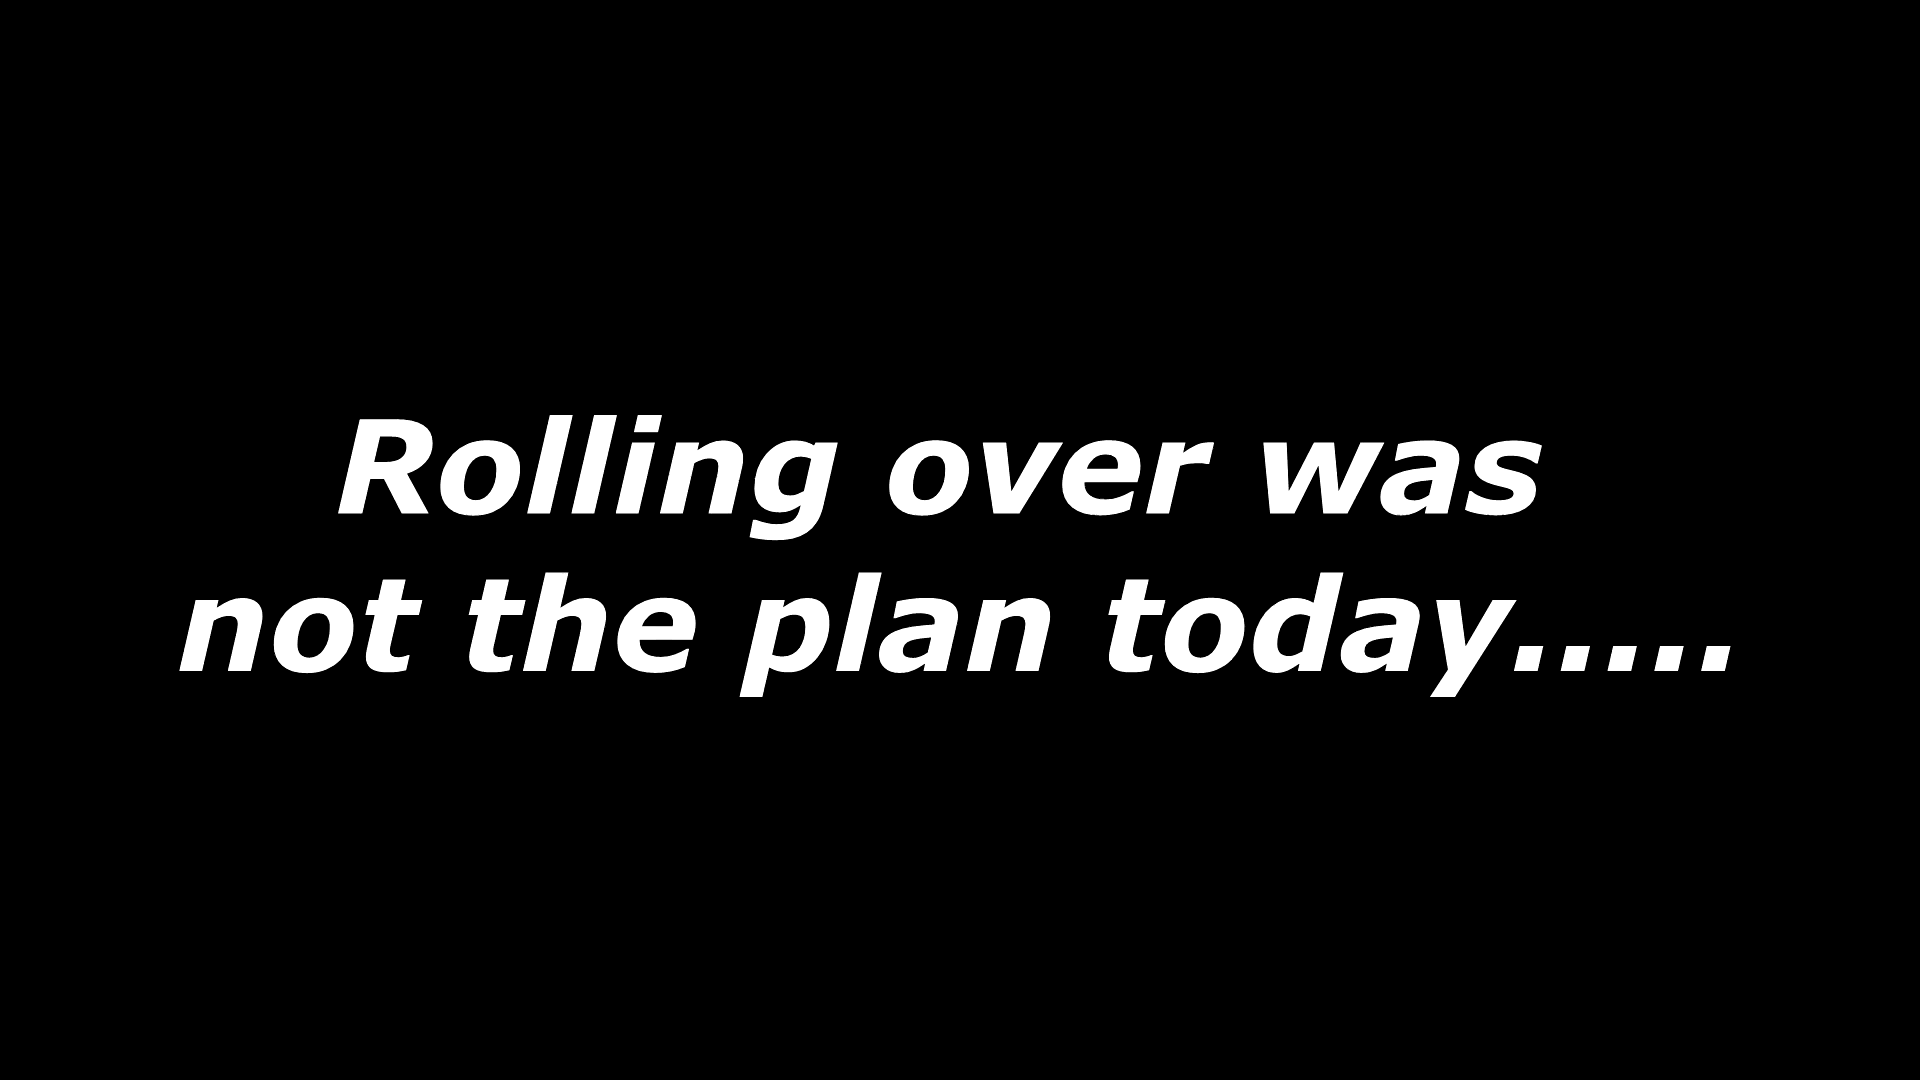 Rolling over was
not the plan today.....